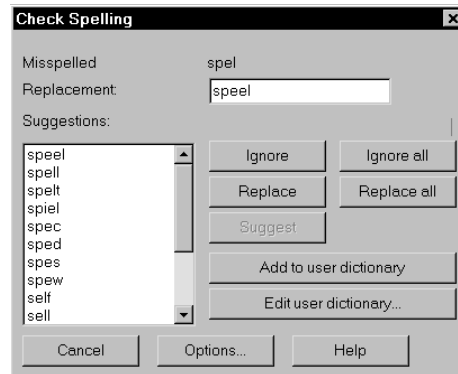 Check Spelling
Misspelled spel
Replacement: speel
Suggestions:
speel
spell
spelt
spiel
spec
sped
spes
spew
self
sell
Ignore Ignore all
Replace Replace all
Suggest
Add to user dictionary
Edit user dictionary...
Cancel Options... Help